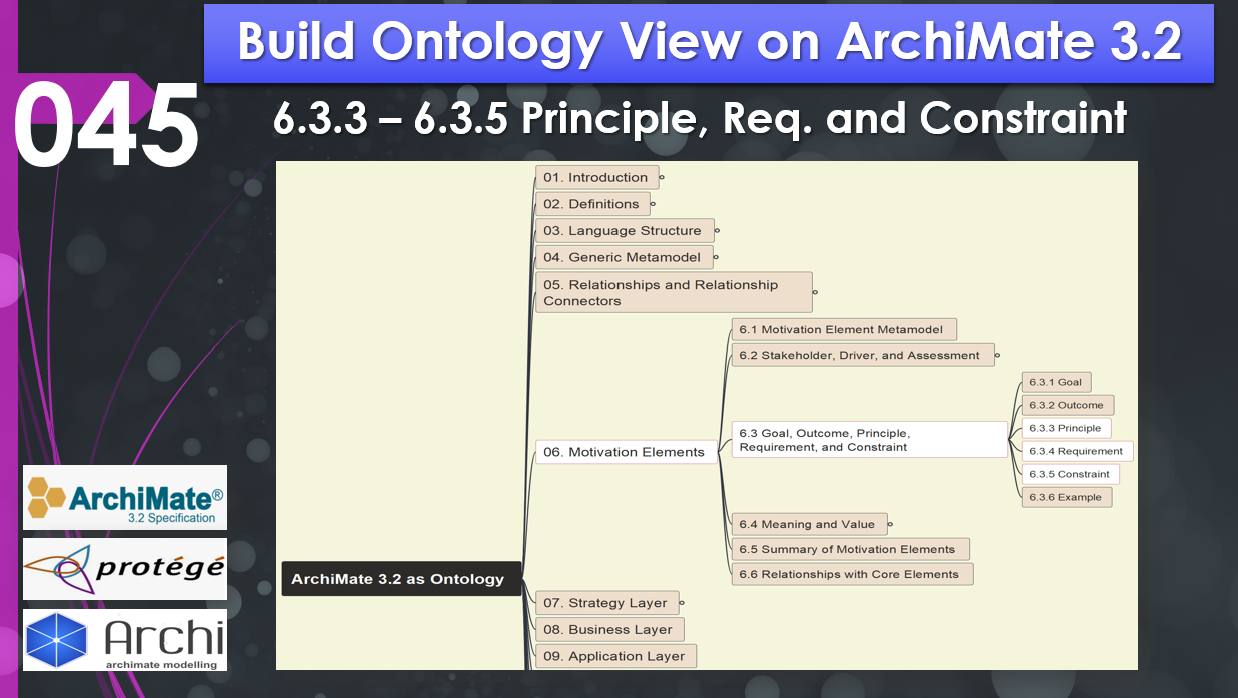 Build Ontology View on ArchiMate 3.2
045
6.3.3 – 6.3.5 Principle, Req. and Constraint
01. Introduction
02. Definitions
03. Language Structure
04. Generic Metamodel
05. Relationships and Relationship
Connectors
6.1 Motivation Element Metamodel
6.2 Stakeholder, Driver, and Assessment
6.3.1 Goal
6.3.2 Outcome
6.3.3 Principle
6.3 Goal, Outcome, Principle,
Requirement, and Constraint
6.3.4 Requirement
06. Motivation Elements
6.3.5 Constraint
6.3.6 Example
6.4 Meaning and Value
6.5 Summary of Motivation Elements
6.6 Relationships with Core Elements
ArchiMate 3.2 as Ontology
07. Strategy Layer
08. Business Layer
09. Application Layer
ArchiMate®
3.2 Specification
protégé
Archi
archimate modelling